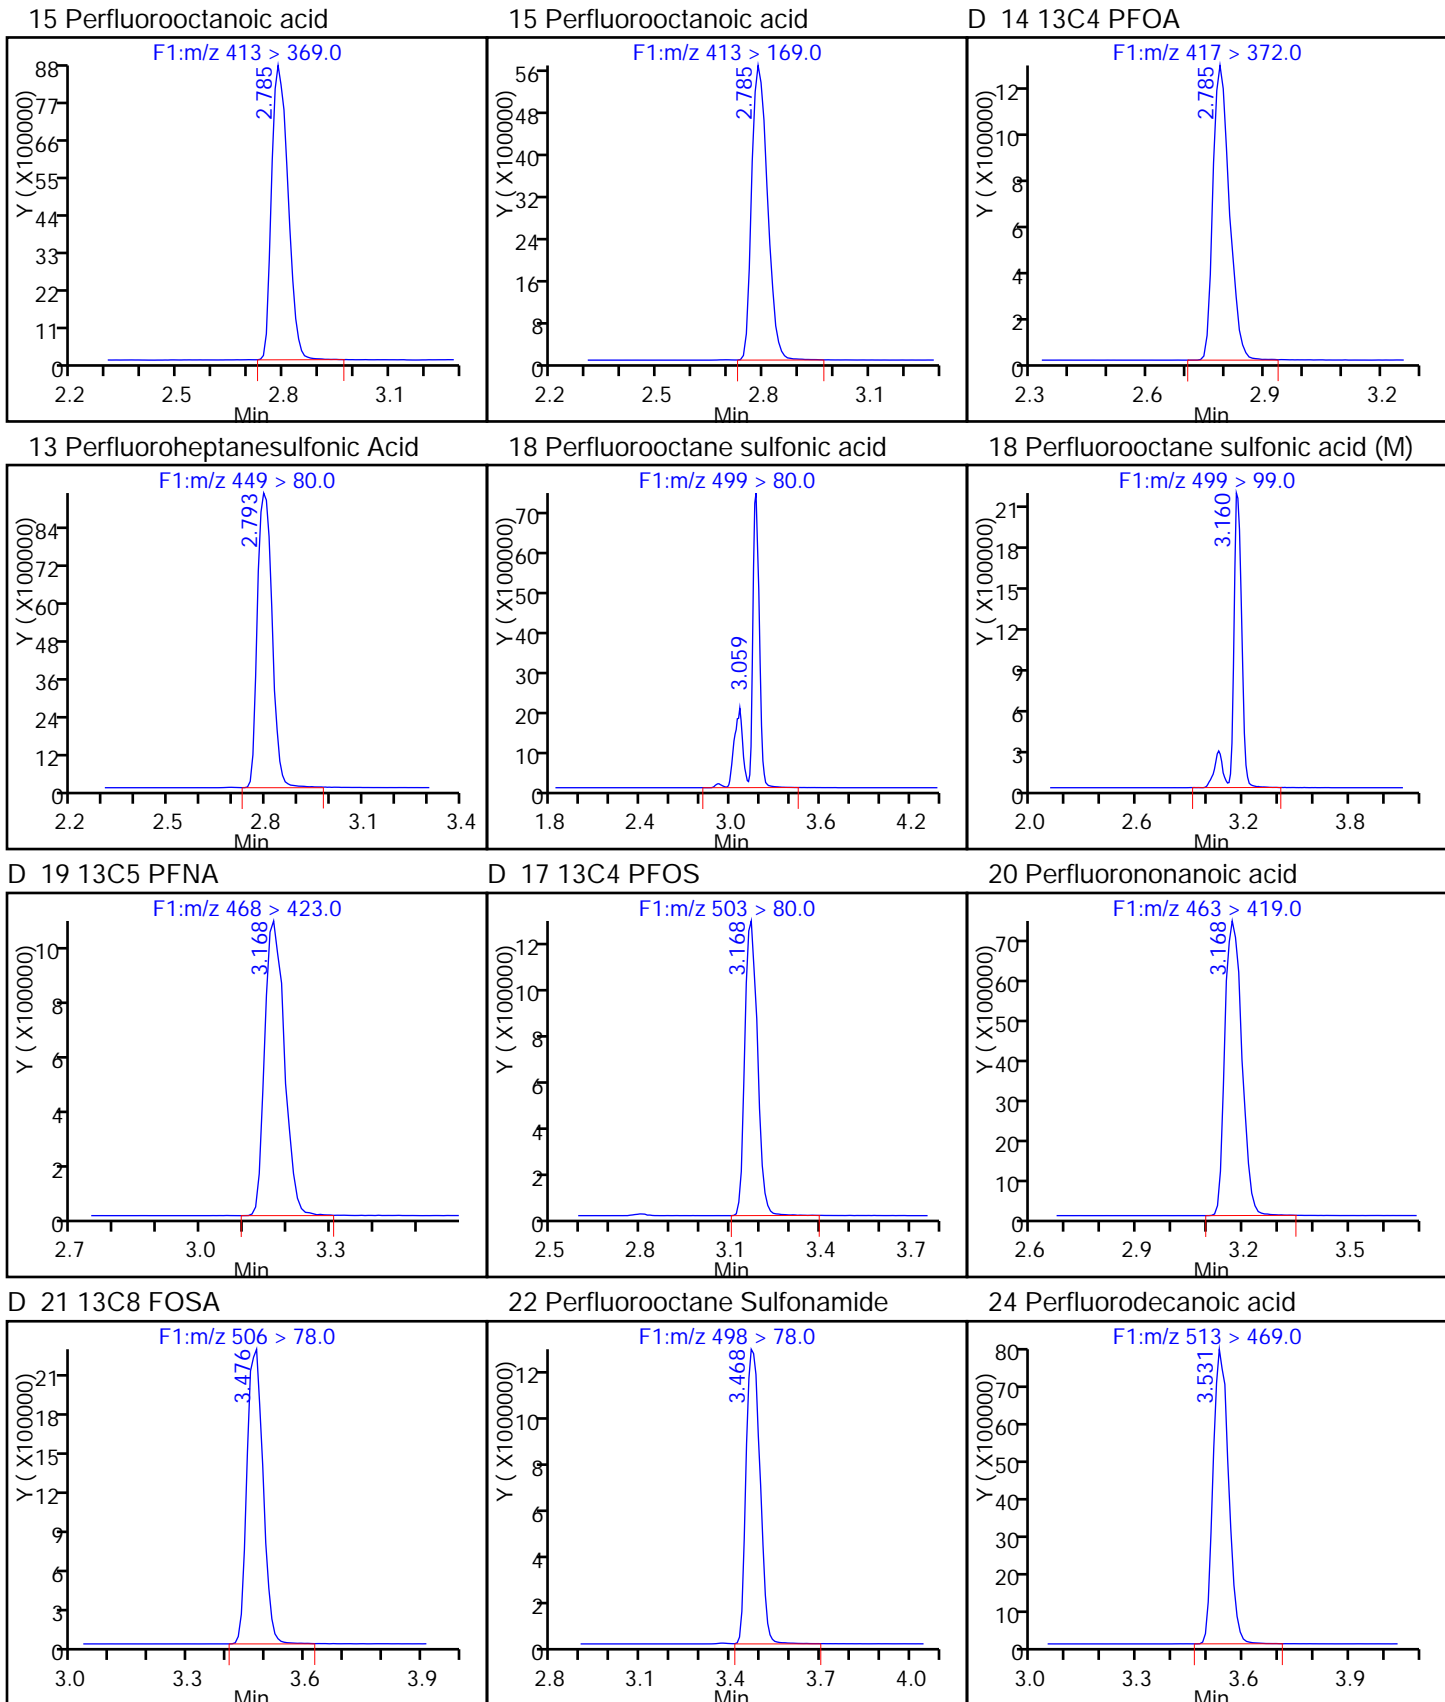 15 Perfluorooctanoic acid
F1:m/z 413 > 369.0
2.785
Y ( X100000)
88
77
66
55
44
33
22
11
0
2.2 2.5 2.8 3.1
Min
15 Perfluorooctanoic acid
F1:m/z 413 > 169.0
2.785
Y ( X100000)
56
48
40
32
24
16
8
0
2.2 2.5 2.8 3.1
Min
D 14 13C4 PFOA
F1:m/z 417 > 372.0
2.785
Y ( X100000)
12
10
8
6
4
2
0
2.3 2.6 2.9 3.2
Min
13 Perfluoroheptanesulfonic Acid
F1:m/z 449 > 80.0
2.793
Y ( X100000)
84
72
60
48
36
24
12
0
2.2 2.5 2.8 3.1 3.4
Min
18 Perfluorooctane sulfonic acid
F1:m/z 499 > 80.0
3.059
Y ( X100000)
70
60
50
40
30
20
10
0
1.8 2.4 3.0 3.6 4.2
Min
18 Perfluorooctane sulfonic acid (M)
F1:m/z 499 > 99.0
3.160
Y ( X100000)
21
18
15
12
9
6
3
0
2.0 2.6 3.2 3.8
Min
D 19 13C5 PFNA
F1:m/z 468 > 423.0
3.168
Y ( X100000)
10
8
6
4
2
0
2.7 3.0 3.3
Min
D 17 13C4 PFOS
F1:m/z 503 > 80.0
3.168
Y ( X100000)
12
10
8
6
4
2
0
2.5 2.8 3.1 3.4 3.7
Min
20 Perfluorononanoic acid
F1:m/z 463 > 419.0
3.168
Y ( X100000)
70
60
50
40
30
20
10
0
2.6 2.9 3.2 3.5
Min
D 21 13C8 FOSA
F1:m/z 506 > 78.0
3.476
Y ( X100000)
21
18
15
12
9
6
3
0
3.0 3.3 3.6 3.9
Min
22 Perfluorooctane Sulfonamide
F1:m/z 498 > 78.0
3.468
Y ( X1000000)
12
10
8
6
4
2
0
2.8 3.1 3.4 3.7 4.0
Min
24 Perfluorodecanoic acid
F1:m/z 513 > 469.0
3.531
Y ( X100000)
80
70
60
50
40
30
20
10
0
3.0 3.3 3.6 3.9
Min